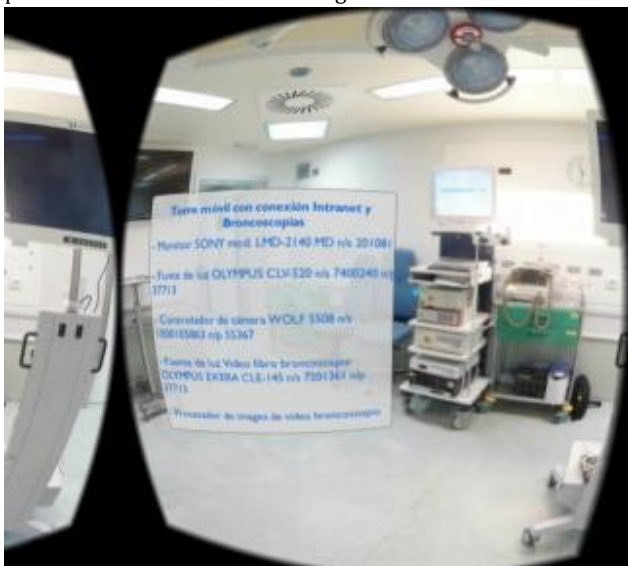 Torre móvil con conexión Intranet y
Broncoscopias
- Monitor SONY mod. LMD-2140 MD n/s 201081
- Fuente de luz OLYMPUS CLV-S20 n/s 7400240 n/p
37713
- Controlador de cámara WOLF 5508 n/s
n/p 55367
-Fuente de luz Video fibro broncoscopio
OLYMPUS EXERA CLE-145 n/s 7201361 n/p
37715
- Procesador de imagen de video broncoscopio